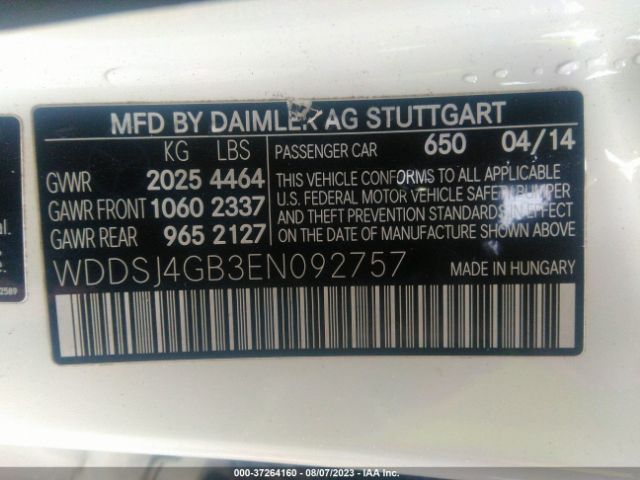 MFD BY DAIMLER AG STUTTGART
KG LBS
GVWR 2025 4464
GAWR FRONT 1060 2337
GAWR REAR 965 2127
PASSENGER CAR 650 04/14
THIS VEHICLE CONFORMS TO ALL APPLICABLE
U.S. FEDERAL MOTOR VEHICLE SAFETY BUMPER
AND THEFT PREVENTION STANDARDS IN EFFECT
ON THE DATE OF MANUFACTURE SHOWN ABOVE
WDDSJ4GB3EN092757 MADE IN HUNGARY
al.
2589
000-37264160 - 08/07/2023 - IAA Inc.